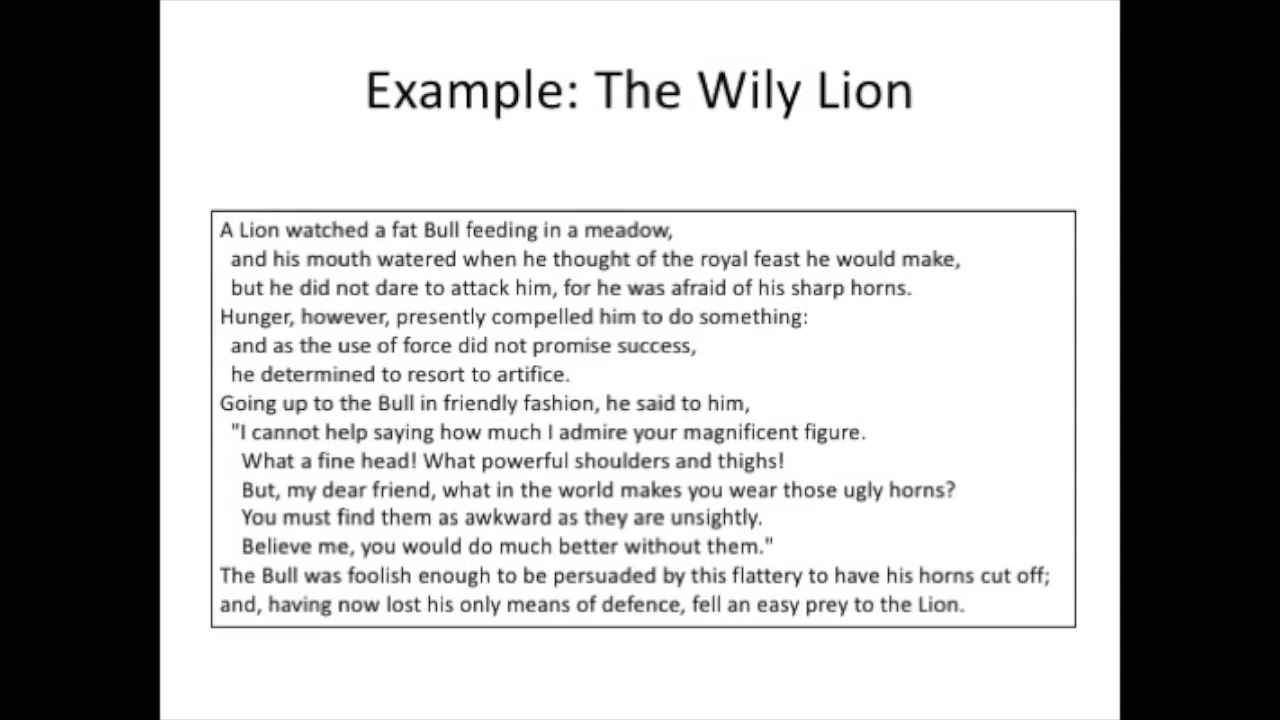 Example: The Wily Lion
A Lion watched a fat Bull feeding in a meadow,
and his mouth watered when he thought of the royal feast he would make,
but he did not dare to attack him, for he was afraid of his sharp horns.
Hunger, however, presently compelled him to do something:
and as the use of force did not promise success,
he determined to resort to artifice.
Going up to the Bull in friendly fashion, he said to him,
"I cannot help saying how much I admire your magnificent figure.
What a fine head! What powerful shoulders and thighs!
But, my dear friend, what in the world makes you wear those ugly horns?
You must find them as awkward as they are unsightly.
Believe me, you would do much better without them."
The Bull was foolish enough to be persuaded by this flattery to have his horns cut off;
and, having now lost his only means of defence, fell an easy prey to the Lion.